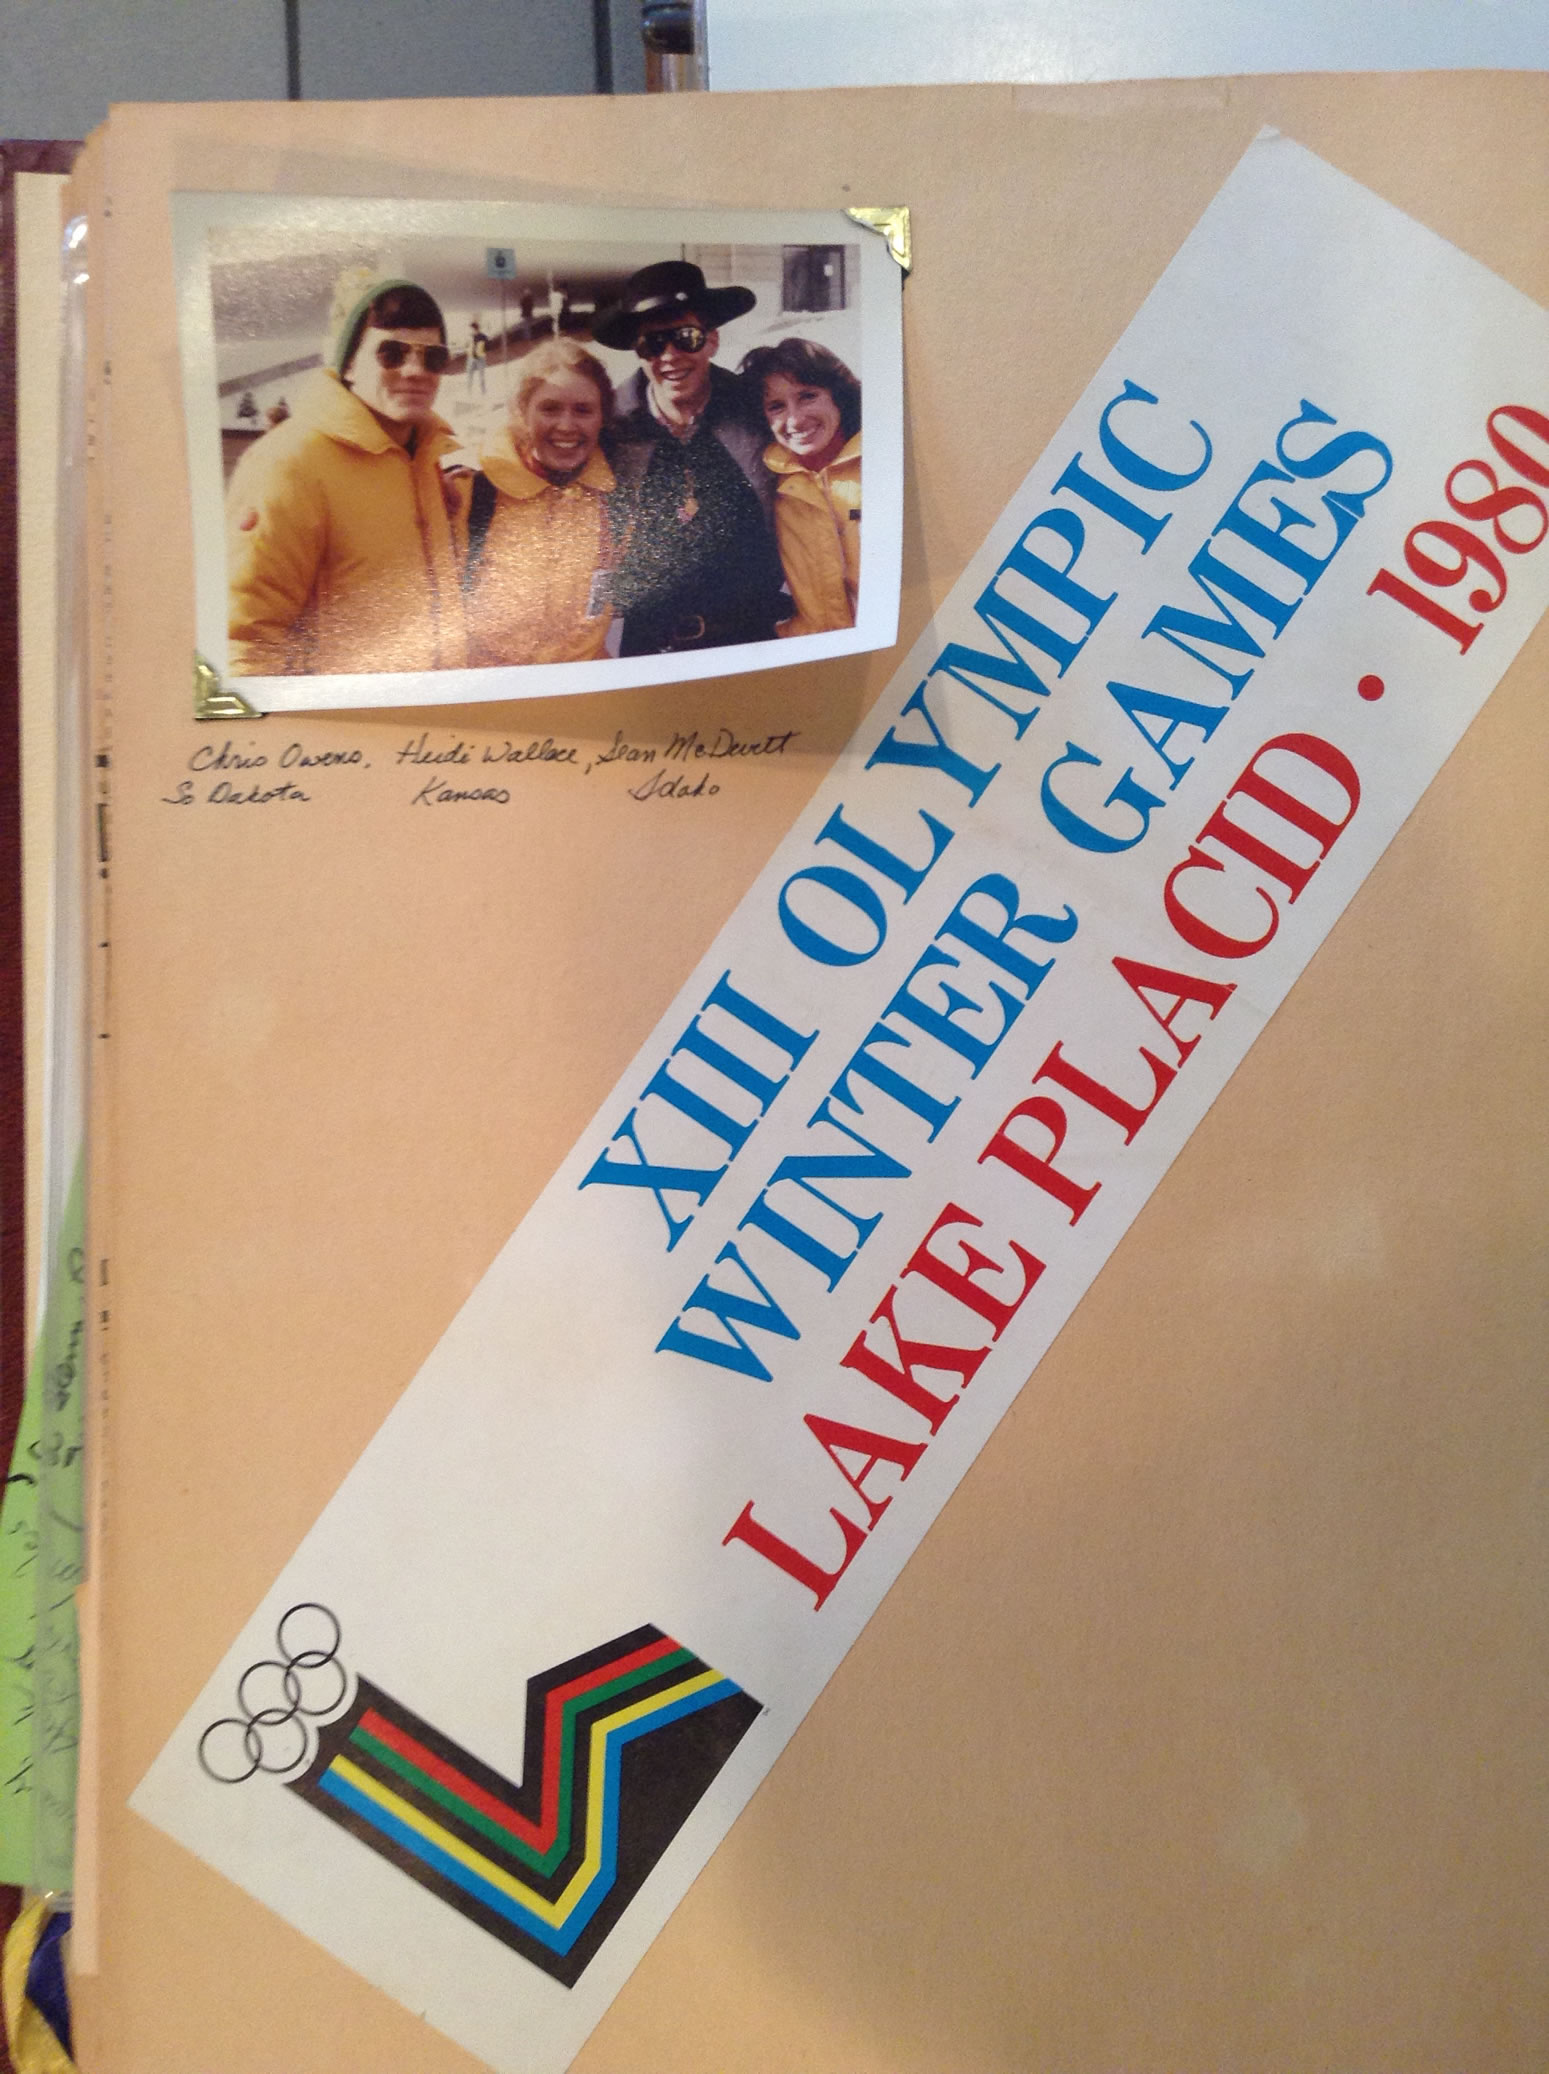 Chris Owens, Heidi Wallace, Sean McDevitt
So Dakota Kansas Idaho
XIII OLYMPIC
WINTER GAMES
LAKE PLACID • 1980